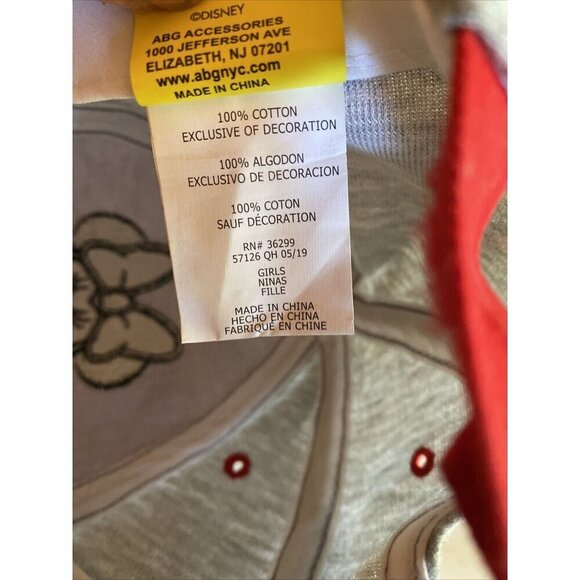 ©DISNEY
ABG ACCESSORIES
1000 JEFFERSON AVE
ELIZABETH, NJ 07201
www.abgnyc.com
MADE IN CHINA
100% COTTON
EXCLUSIVE OF DECORATION
100% ALGODON
EXCLUSIVO DE DECORACION
100% COTON
SAUF DÉCORATION
RN# 36299
57126 QH 05/19
GIRLS
NINAS
FILLE
MADE IN CHINA
HECHO EN CHINA
FABRIQUÉ EN CHINE